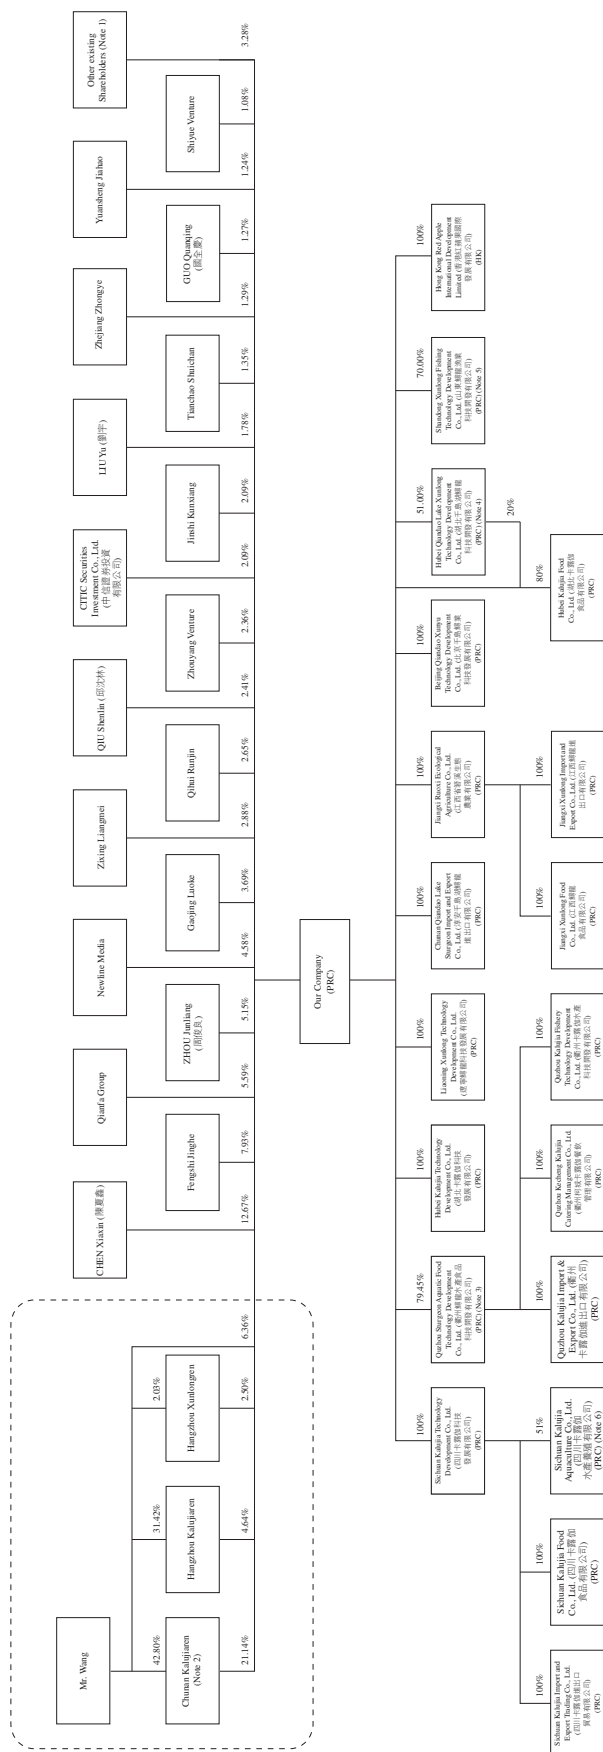 Mr. Wang
42.80%
31.42%
2.03%
6.36%
Chunan Kalujiaren
(Note 2)
Hangzhou Kalujiaren
Hangzhou Xunlongren
21.14%
4.64%
2.50%
CHEN Xiaxin (陳夏鑫)
12.67%
Fengshi Jinghe
7.93%
Qianfa Group
5.59%
ZHOU Junliang
(周俊良)
5.15%
Newline Media
4.58%
Gaojing Luoke
3.69%
Zixing Liangmei
2.88%
Qihui Runjin
2.65%
QIU Shenlin (邱沈林)
2.41%
Zhouyang Venture
2.36%
CITIC Securities
Investment Co., Ltd.
(中信證券投資
有限公司)
2.09%
Jinshi Kunxiang
2.09%
LIU Yu (劉宇)
1.78%
Tianchao Shuichan
1.35%
Zhejiang Zhongye
1.29%
GUO Quanqing
(國全慶)
1.27%
Yuansheng Jiahao
1.24%
Shiyue Venture
1.08%
Other existing
Shareholders (Note 1)
3.28%
Our Company
(PRC)
100%
Sichuan Kalujia Technology
Development Co., Ltd.
(四川卡露伽科技
發展有限公司)
(PRC)
79.45%
Quzhou Sturgeon Aquatic Food
Technology Development
Co., Ltd. (衢州鱘龍水產食品
科技開發有限公司)
(PRC) (Note 3)
100%
Hubei Kalujia Technology
Development Co., Ltd.
(湖北卡露伽科技
發展有限公司)
(PRC)
100%
Liaoning Xunlong Technology
Development Co., Ltd.
(遼寧鱘龍科技發展有限公司)
(PRC)
100%
Chunan Qiandao Lake
Sturgeon Import and Export
Co., Ltd. (淳安千島湖鱘龍
進出口有限公司)
(PRC)
100%
Jiangxi Ruoxi Ecological
Agriculture Co., Ltd.
(江西省箬溪生態
農業有限公司)
(PRC)
100%
Beijing Qiandao Xunyu
Technology Development
Co., Ltd. (北京千島鱘業
科技發展有限公司)
(PRC)
51.00%
Hubei Qiandao Lake Xunlong
Technology Development
Co., Ltd. (湖北千島湖鱘龍
科技開發有限公司)
(PRC) (Note 4)
70.00%
Shandong Xunlong Fishing
Technology Development
Co., Ltd. (山東鱘龍漁業
科技開發有限公司)
(PRC) (Note 5)
100%
Hong Kong Red Apple
International Development
Limited (香港紅蘋果國際
發展有限公司)
(HK)
100%
Sichuan Kalujia Import and
Export Trading Co., Ltd.
(四川卡露伽進出口
貿易有限公司)
(PRC)
100%
Sichuan Kalujia Food
Co., Ltd. (四川卡露伽
食品有限公司)
(PRC)
51%
Sichuan Kalujia
Aquaculture Co., Ltd.
(四川卡露伽
水產養殖有限公司)
(PRC) (Note 6)
100%
Quzhou Kalujia Import &
Export Co., Ltd. (衢州
卡露伽進出口有限公司)
(PRC)
100%
Quzhou Kecheng Kalujia
Catering Management Co., Ltd.
(衢州柯城卡露伽餐飲
管理有限公司)
(PRC)
100%
Quzhou Kalujia Fishery
Technology Development
Co., Ltd. (衢州卡露伽水產
科技開發有限公司)
(PRC)
100%
Jiangxi Xunlong Food
Co., Ltd. (江西鱘龍
食品有限公司)
(PRC)
100%
Jiangxi Xunlong Import and
Export Co., Ltd. (江西鱘龍進
出口有限公司)
(PRC)
80%
20%
Hubei Kalujia Food
Co., Ltd. (湖北卡露伽
食品有限公司)
(PRC)